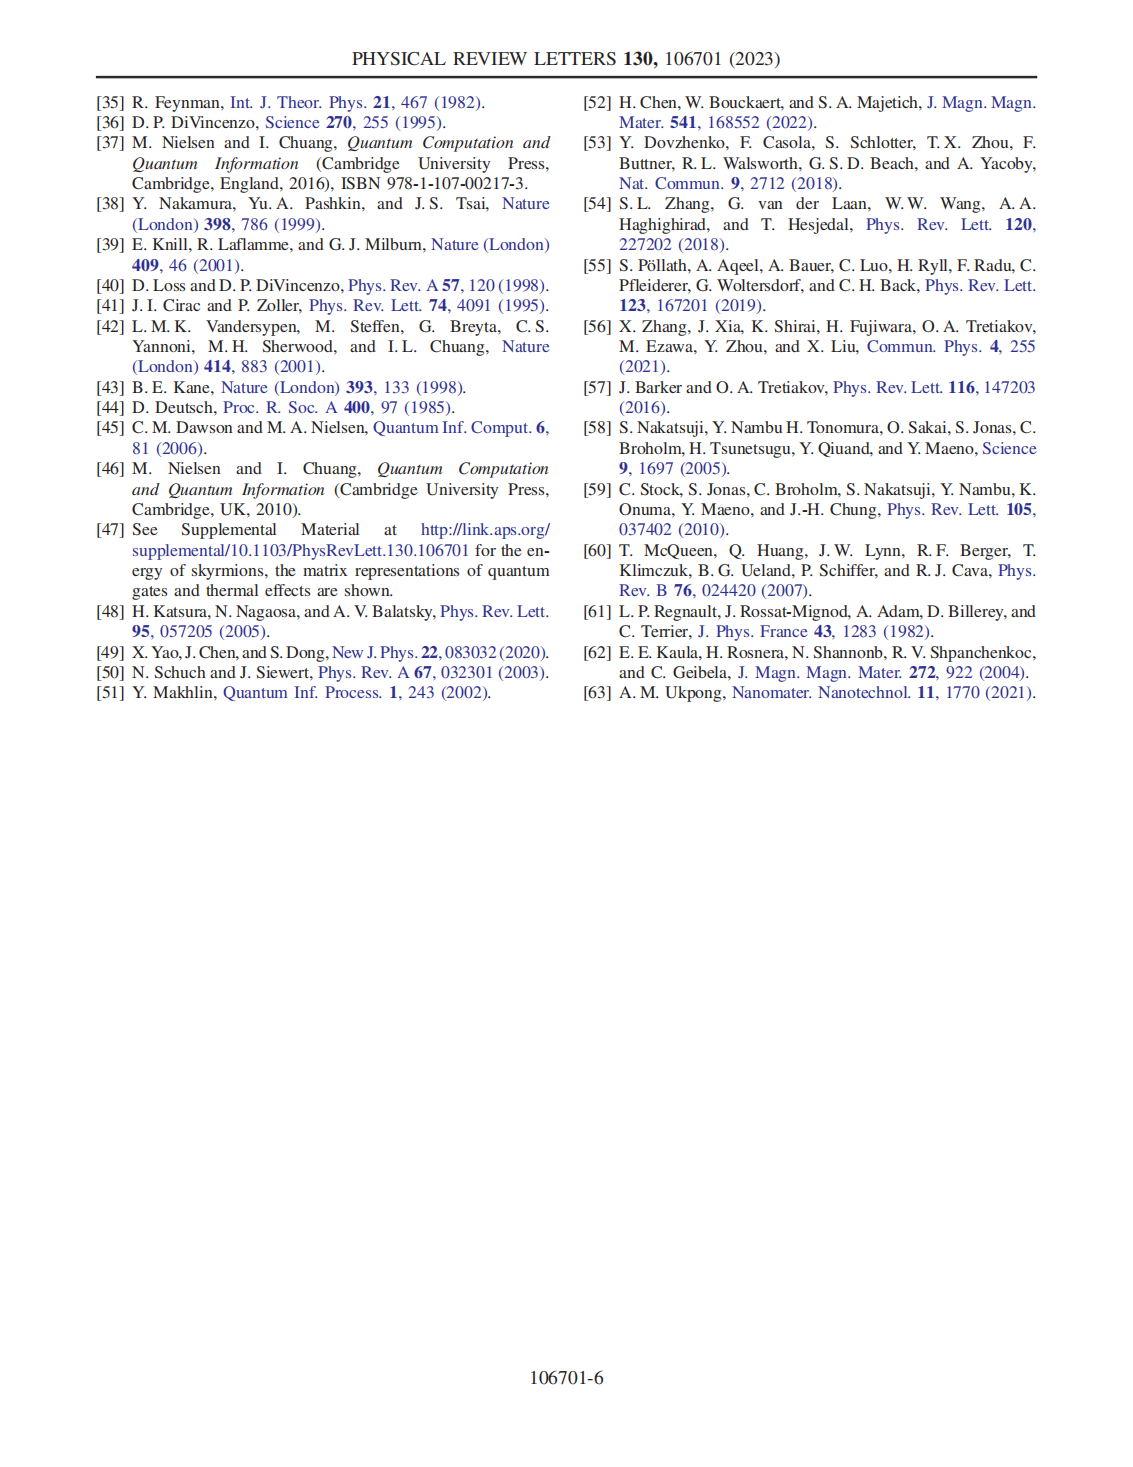 PHYSICAL REVIEW LETTERS 130, 106701 (2023)
[35] R. Feynman, Int. J. Theor. Phys. 21, 467 (1982).
[36] D. P. DiVincenzo, Science 270, 255 (1995).
[37] M. Nielsen and I. Chuang, Quantum Computation and
Quantum Information (Cambridge University Press,
Cambridge, England, 2016), ISBN 978-1-107-00217-3.
[38] Y. Nakamura, Yu. A. Pashkin, and J. S. Tsai, Nature
(London) 398, 786 (1999).
[39] E. Knill, R. Laflamme, and G. J. Milburn, Nature (London)
409, 46 (2001).
[40] D. Loss and D. P. DiVincenzo, Phys. Rev. A 57, 120 (1998).
[41] J. I. Cirac and P. Zoller, Phys. Rev. Lett. 74, 4091 (1995).
[42] L. M. K. Vandersypen, M. Steffen, G. Breyta, C. S.
Yannoni, M. H. Sherwood, and I. L. Chuang, Nature
(London) 414, 883 (2001).
[43] B. E. Kane, Nature (London) 393, 133 (1998).
[44] D. Deutsch, Proc. R. Soc. A 400, 97 (1985).
[45] C. M. Dawson and M. A. Nielsen, Quantum Inf. Comput. 6,
81 (2006).
[46] M. Nielsen and I. Chuang, Quantum Computation
and Quantum Information (Cambridge University Press,
Cambridge, UK, 2010).
[47] See Supplemental Material at http://link.aps.org/
supplemental/10.1103/PhysRevLett.130.106701 for the en-
ergy of skyrmions, the matrix representations of quantum
gates and thermal effects are shown.
[48] H. Katsura, N. Nagaosa, and A. V. Balatsky, Phys. Rev. Lett.
95, 057205 (2005).
[49] X. Yao, J. Chen, and S. Dong, New J. Phys. 22, 083032 (2020).
[50] N. Schuch and J. Siewert, Phys. Rev. A 67, 032301 (2003).
[51] Y. Makhlin, Quantum Inf. Process. 1, 243 (2002).
[52] H. Chen, W. Bouckaert, and S. A. Majetich, J. Magn. Magn.
Mater. 541, 168552 (2022).
[53] Y. Dovzhenko, F. Casola, S. Schlotter, T. X. Zhou, F.
Buttner, R. L. Walsworth, G. S. D. Beach, and A. Yacoby,
Nat. Commun. 9, 2712 (2018).
[54] S. L. Zhang, G. van der Laan, W. W. Wang, A. A.
Haghighirad, and T. Hesjedal, Phys. Rev. Lett. 120,
227202 (2018).
[55] S. Pöllath, A. Aqeel, A. Bauer, C. Luo, H. Ryll, F. Radu, C.
Pfleiderer, G. Woltersdorf, and C. H. Back, Phys. Rev. Lett.
123, 167201 (2019).
[56] X. Zhang, J. Xia, K. Shirai, H. Fujiwara, O. A. Tretiakov,
M. Ezawa, Y. Zhou, and X. Liu, Commun. Phys. 4, 255
(2021).
[57] J. Barker and O. A. Tretiakov, Phys. Rev. Lett. 116, 147203
(2016).
[58] S. Nakatsuji, Y. Nambu H. Tonomura, O. Sakai, S. Jonas, C.
Broholm, H. Tsunetsugu, Y. Qiuand, and Y. Maeno, Science
9, 1697 (2005).
[59] C. Stock, S. Jonas, C. Broholm, S. Nakatsuji, Y. Nambu, K.
Onuma, Y. Maeno, and J.-H. Chung, Phys. Rev. Lett. 105,
037402 (2010).
[60] T. McQueen, Q. Huang, J. W. Lynn, R. F. Berger, T.
Klimczuk, B. G. Ueland, P. Schiffer, and R. J. Cava, Phys.
Rev. B 76, 024420 (2007).
[61] L. P. Regnault, J. Rossat-Mignod, A. Adam, D. Billerey, and
C. Terrier, J. Phys. France 43, 1283 (1982).
[62] E. E. Kaula, H. Rosnera, N. Shannonb, R. V. Shpanchenkoc,
and C. Geibela, J. Magn. Magn. Mater. 272, 922 (2004).
[63] A. M. Ukpong, Nanomater. Nanotechnol. 11, 1770 (2021).
106701-6